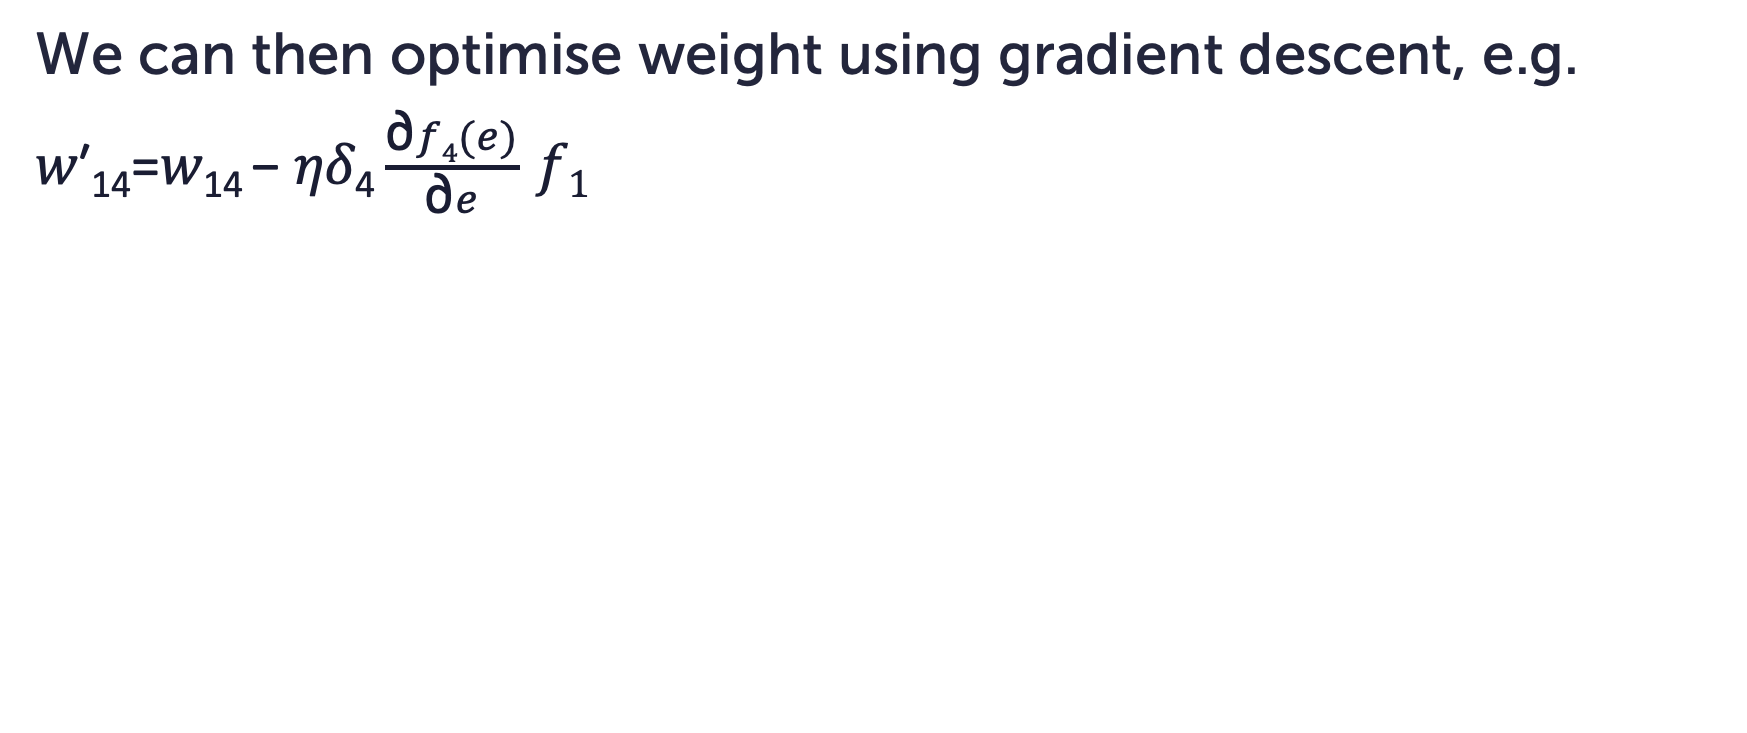 We can then optimise weight using gradient descent, e.g.
w′₁₄=w₁₄− ηδ₄ ∂f₄(e)/∂e f₁